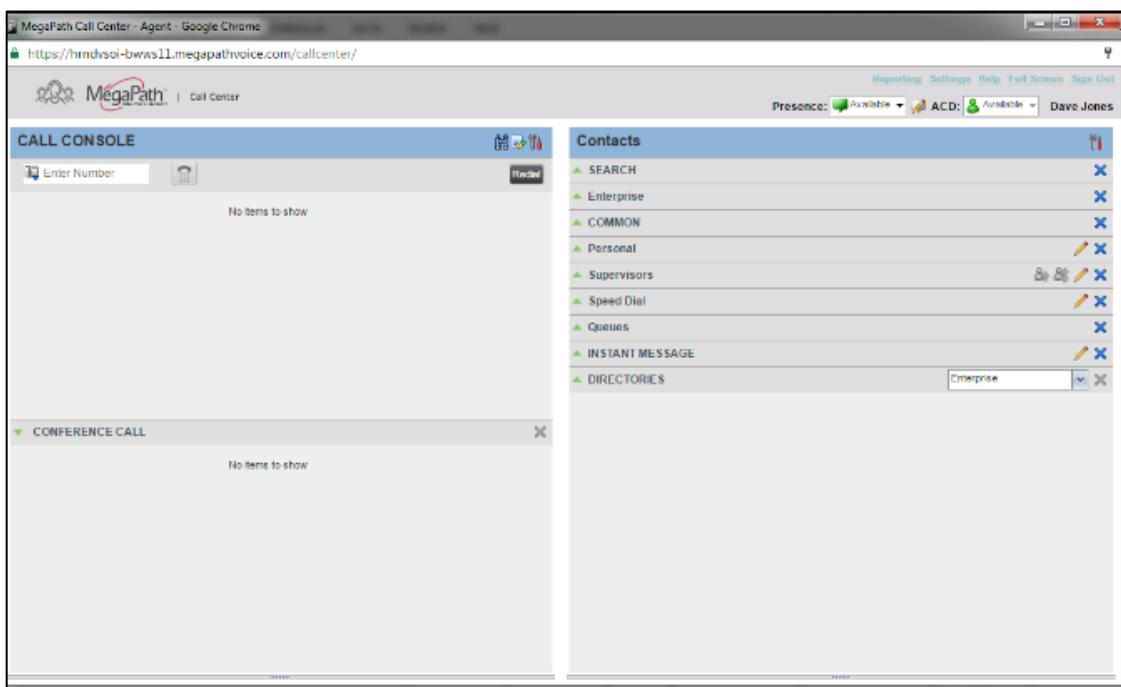 MegaPath Call Center - Agent - Google Chrome
https://hrndvsoi-bwws11.megapathvoice.com/callcenter/
Reporting Settings Help Full Screen Sign Out
MegaPath | Call Center
Presence: Available ACD: Available Dave Jones
CALL CONSOLE
Enter Number
Redial
No items to show
CONFERENCE CALL
No items to show
Contacts
SEARCH
Enterprise
COMMON
Personal
Supervisors
Speed Dial
Queues
INSTANT MESSAGE
DIRECTORIES Enterprise